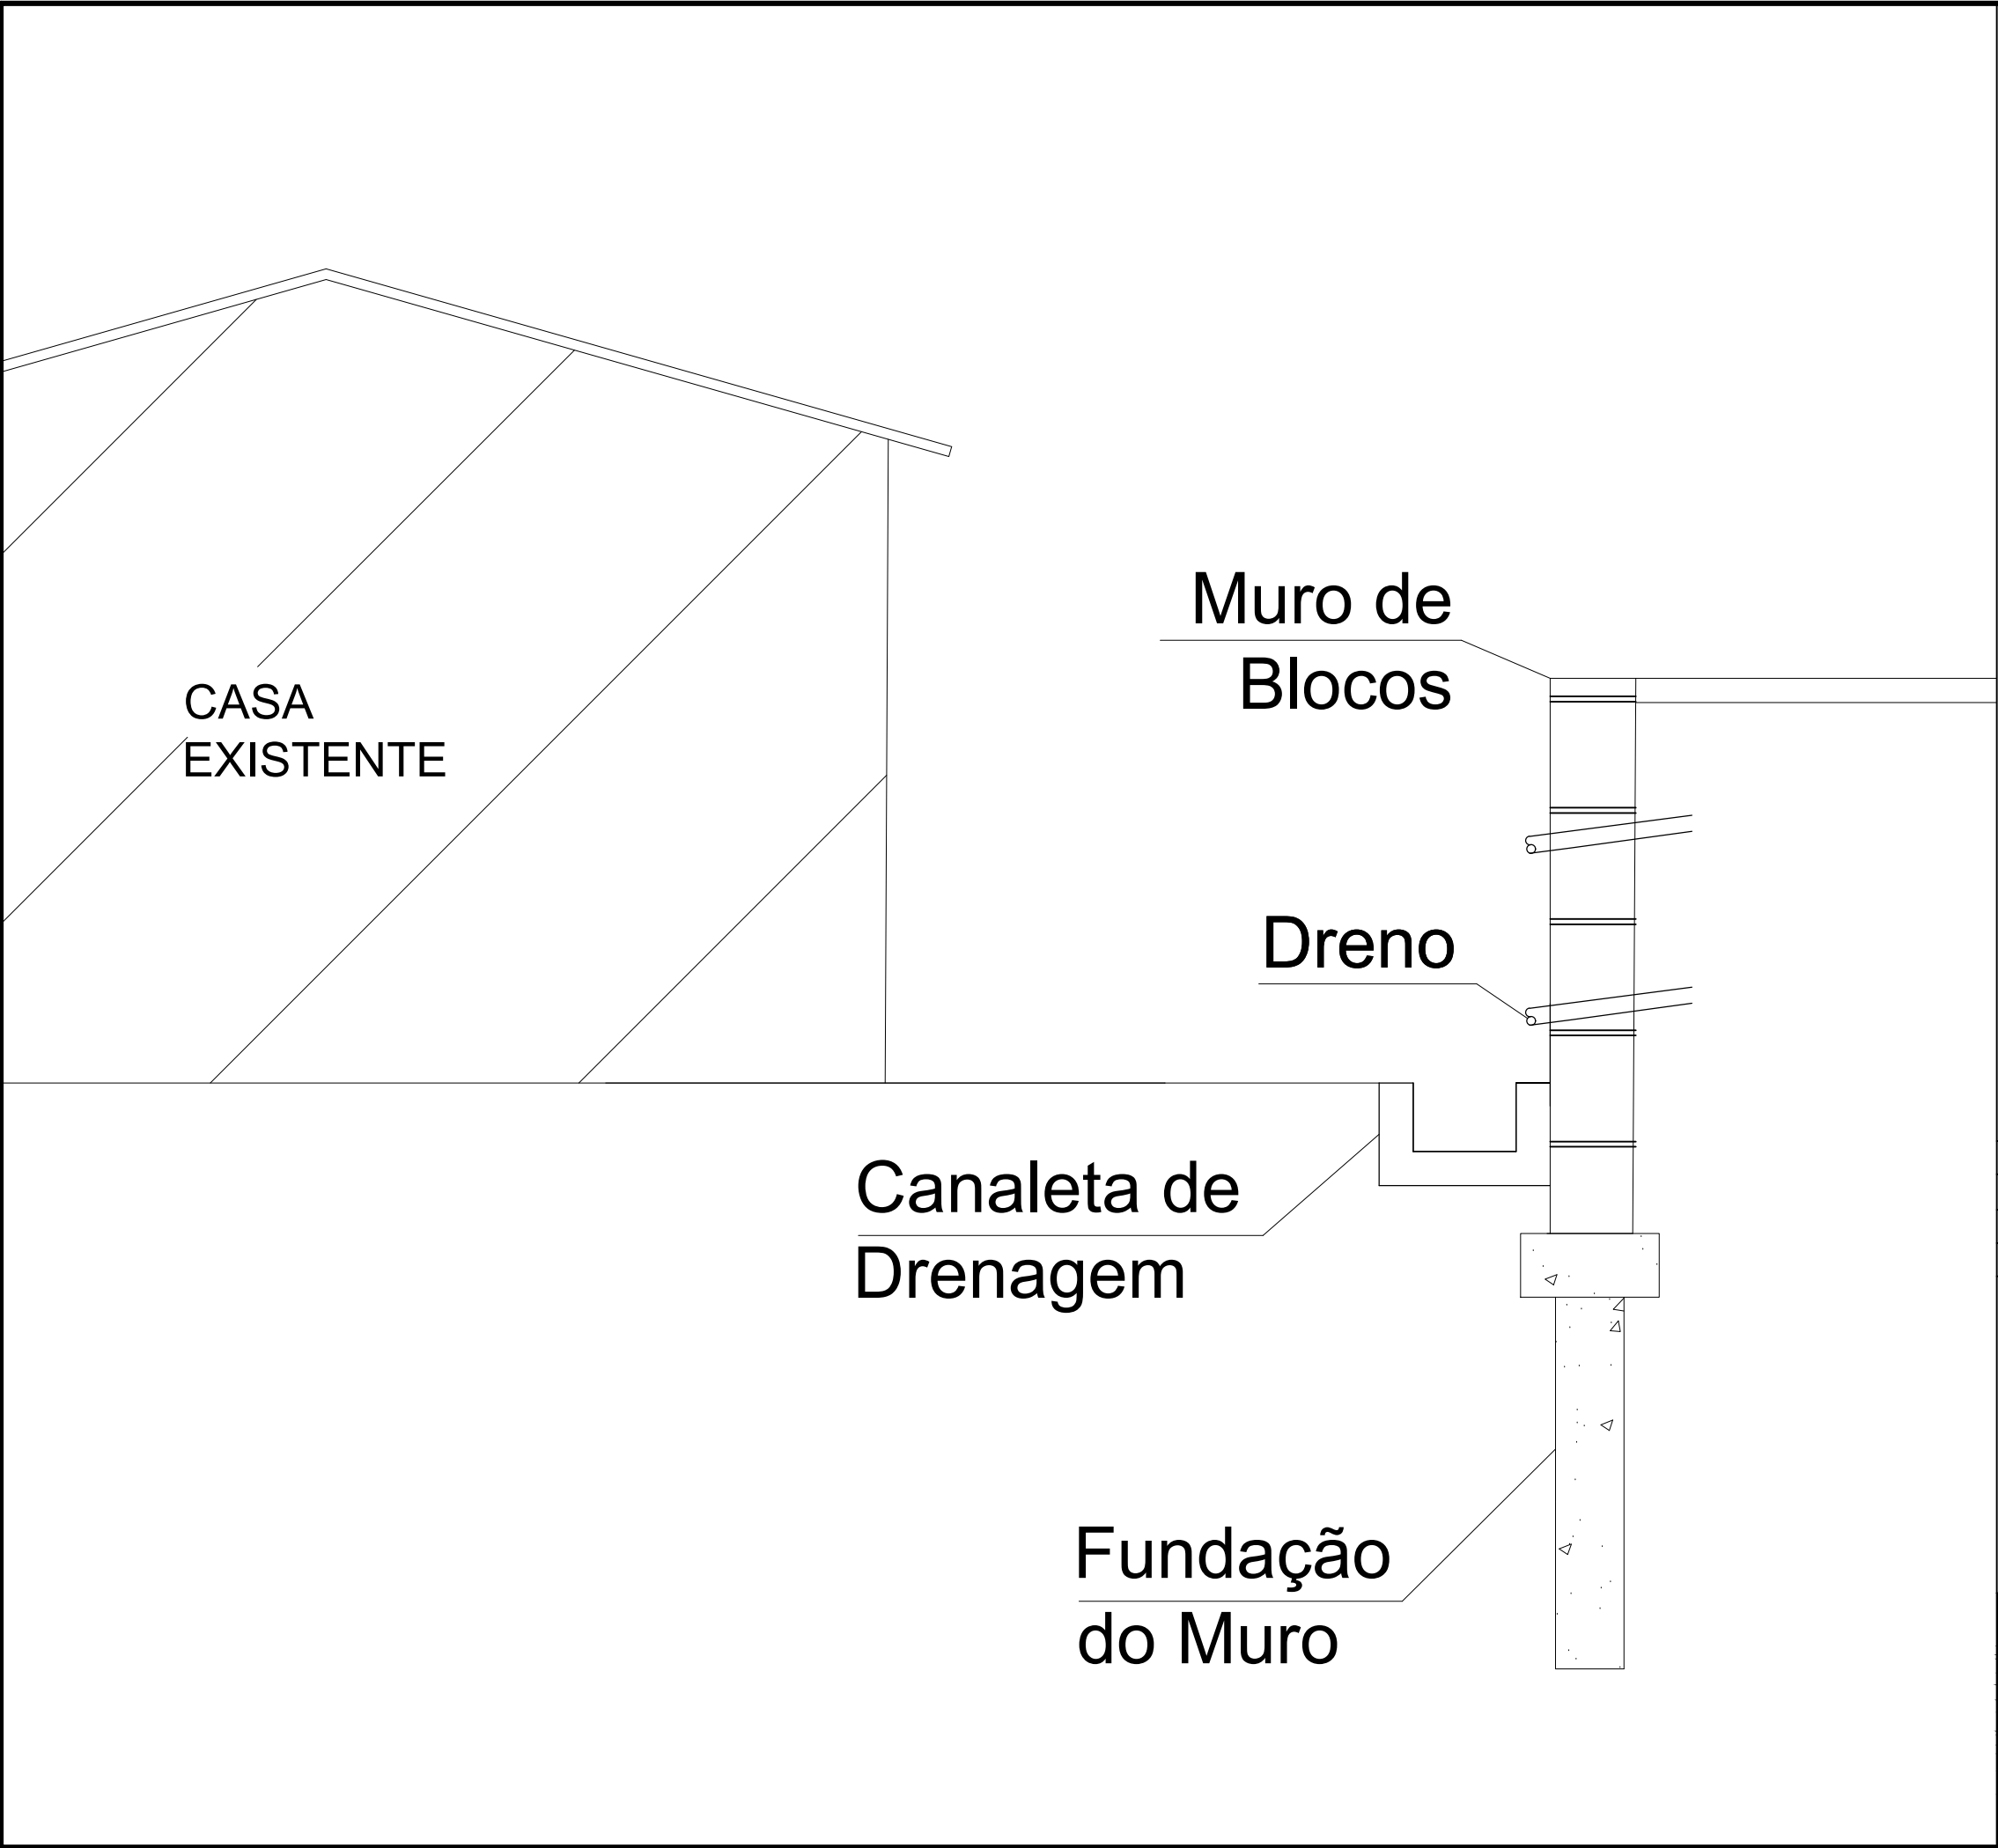 Muro de
Blocos
CASA
EXISTENTE
Dreno
Canaleta de
Drenagem
Fundação
do Muro